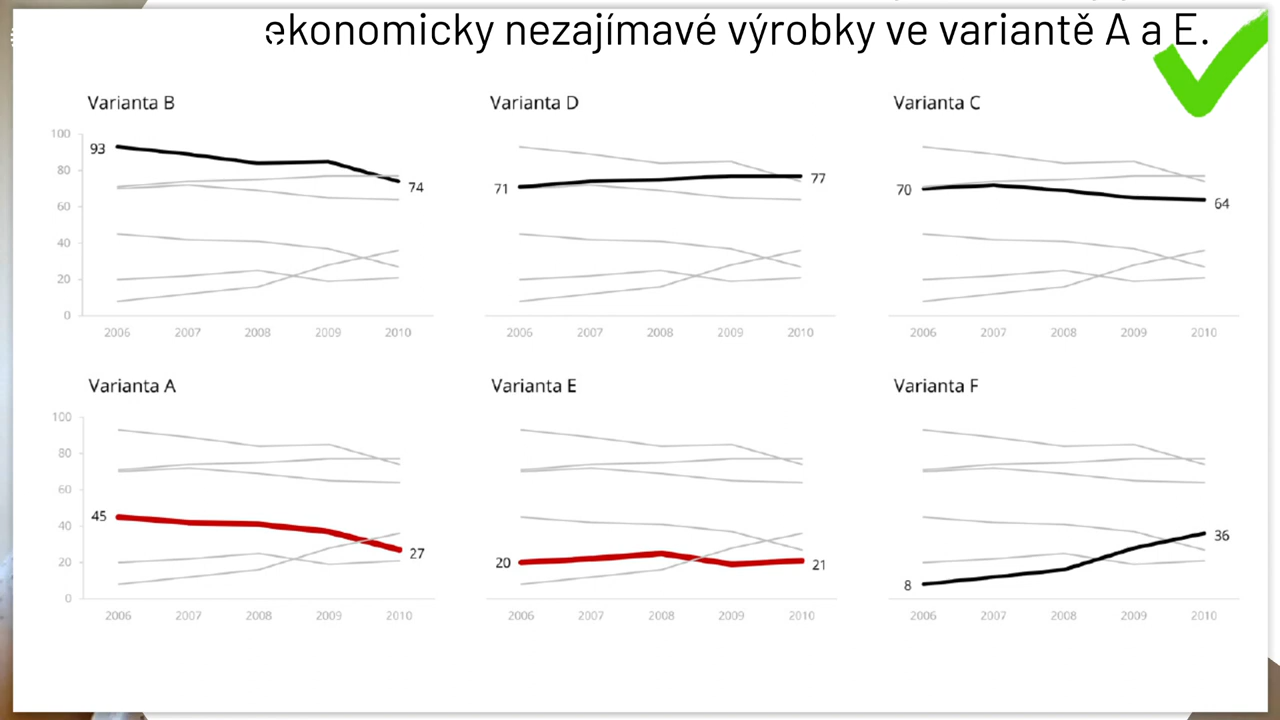 ekonomicky nezajímavé výrobky ve variantě A a E.
Varianta B
Varianta D
Varianta C
100
80
60
40
20
0
93
74
71
77
70
64
2006 2007 2008 2009 2010
2006 2007 2008 2009 2010
2006 2007 2008 2009 2010
Varianta A
Varianta E
Varianta F
100
80
60
40
20
0
45
27
20
21
8
36
2006 2007 2008 2009 2010
2006 2007 2008 2009 2010
2006 2007 2008 2009 2010